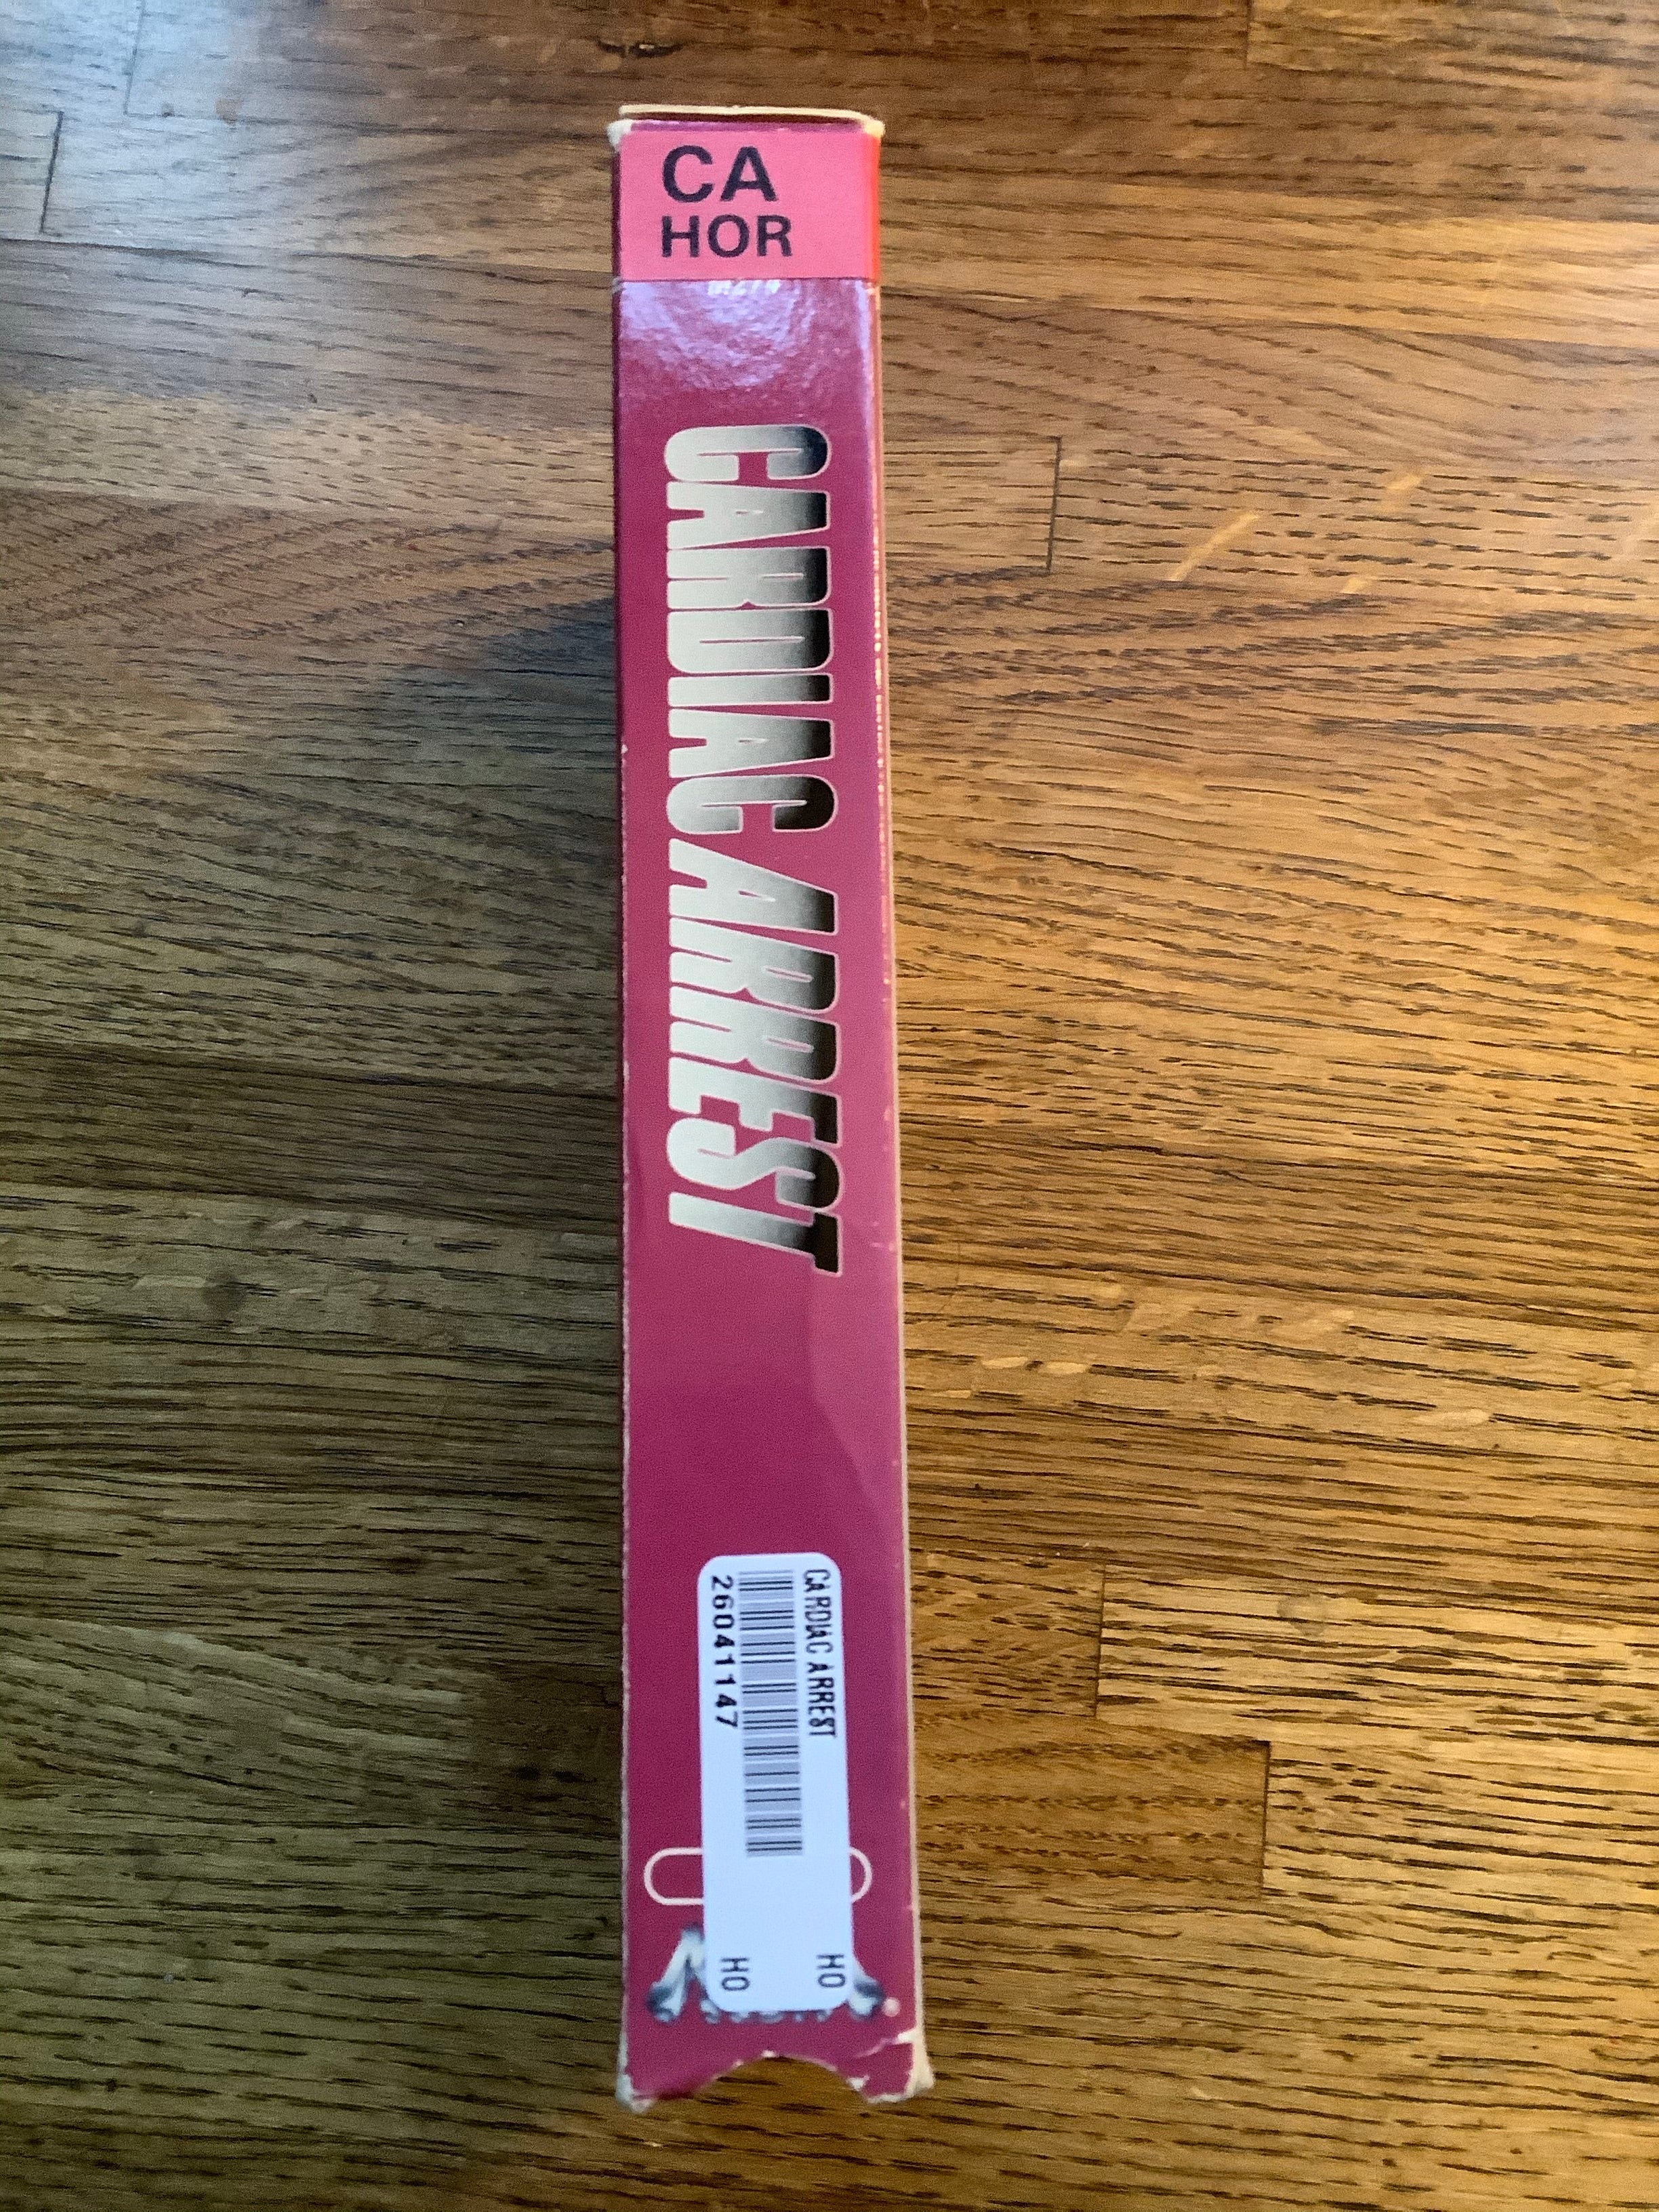 CA
HOR
CARDIAC ARREST
CARDIAC ARREST HO
26041147 HO